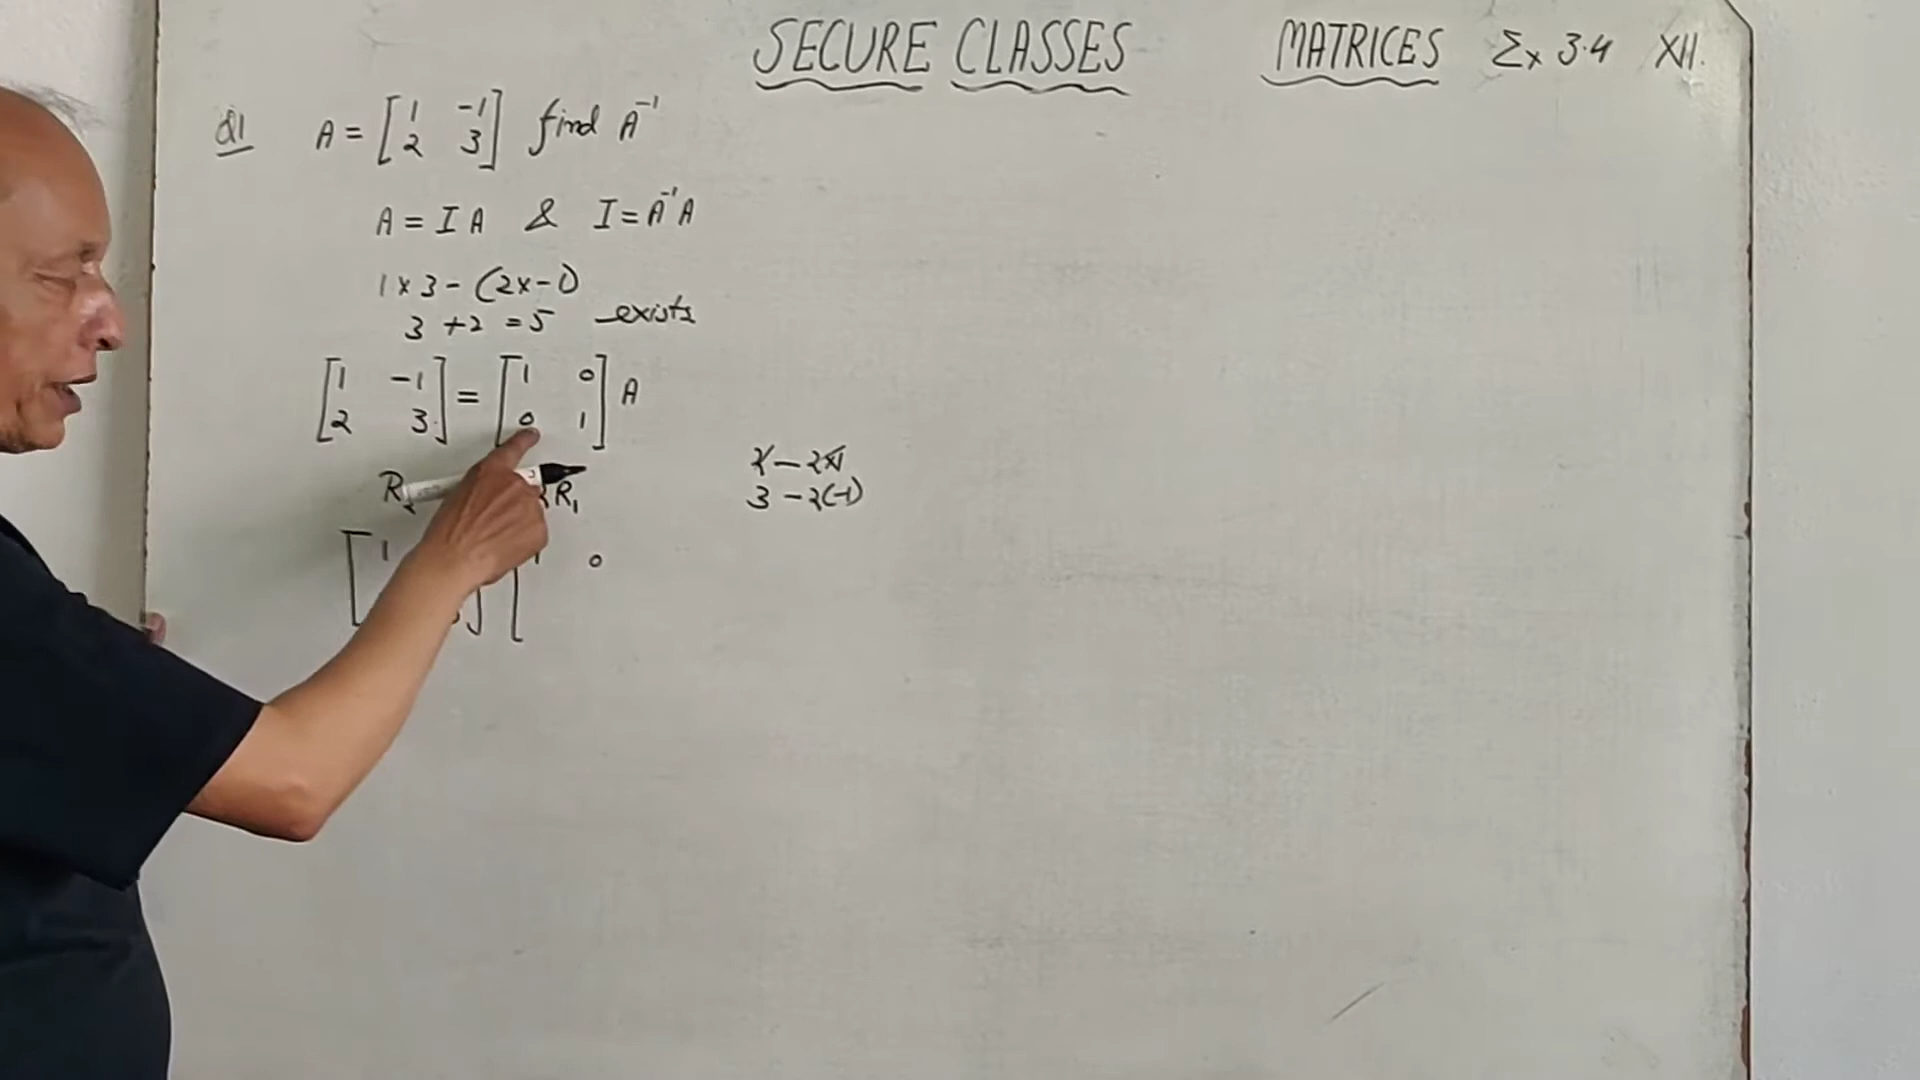 SECURE CLASSES MATRICES Ex 3.4 XII.
Q1 A = [1 -1 find A⁻¹
2 3]
A = I A & I = A⁻¹A
1 x 3 - (2x-1)
3 + 2 = 5 exists
[1 -1 = [1 0 A
2 3] 0 1]
R₂ R₁
2 - 2x1
3 - 2(-1)
[1 [1 0